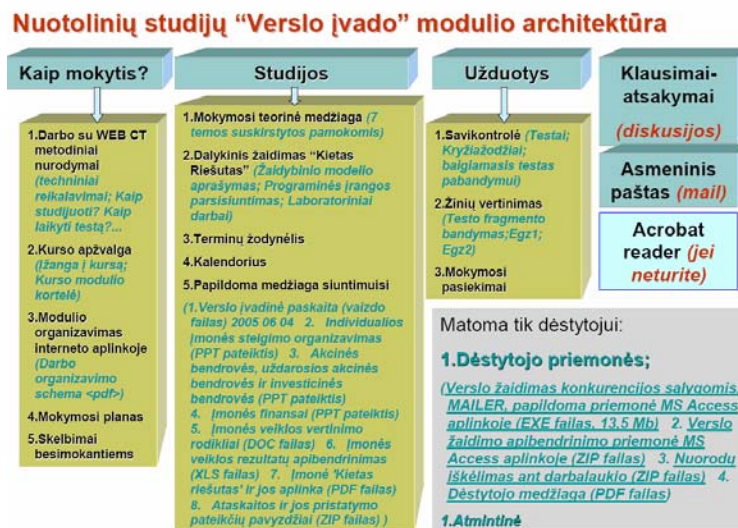 Nuotolinių studijų “Verslo įvado” modulio architektūra
Kaip mokytis?
1.Darbo su WEB CT
metodiniai
nurodymai
(techniniai
reikalavimai; Kaip
studijuoti? Kaip
laikyti testą?...
2.Kurso apžvalga
(Įžanga į kursą;
Kurso modulio
kortelė)
3.Modulio
organizavimas
interneto aplinkoje
(Darbo
organizavimo
schema <pdf>)
4.Mokymosi planas
5.Skelbimai
besimokantiems
Studijos
1.Mokymosi teorinė medžiaga (7
temos suskirstytos pamokomis)
2.Dalykinis žaidimas “Kietas
Riešutas” (Žaidybinio modelio
aprašymas; Programinės įrangos
parsisiuntimas; Laboratoriniai
darbai)
3.Terminų žodynėlis
4.Kalendorius
5.Papildoma medžiaga siuntimuisi
(1.Verslo įvadinė paskaita (vaizdo
failas) 2005 06 04 2. Individualios
įmonės steigimo organizavimas
(PPT pateiktis) 3. Akcinės
bendrovės, uždarosios akcinės
bendrovės ir investicinės
bendrovės (PPT pateiktis)
4. Įmonės finansai (PPT pateiktis)
5. Įmonės veiklos vertinimo
rodikliai (DOC failas) 6. Įmonės
veiklos rezultatų apibendrinimas
(XLS failas) 7. Įmonė 'Kietas
riešutas' ir jos aplinka (PDF failas)
8. Ataskaitos ir jos pristatymo
pateikčių pavyzdžiai (ZIP failas) )
Užduotys
1.Savikontrolė (Testai;
Kryžiažodžiai;
baigiamasis testas
pabandymui)
2.Žinių vertinimas
(Testo fragmento
bandymas;Egz1;
Egz2)
3.Mokymosi
pasiekimai
Klausimai-
atsakymai
(diskusijos)
Asmeninis
paštas (mail)
Acrobat
reader (jei
neturite)
Matoma tik dėstytojui:
1.Dėstytojo priemonės;
(Verslo žaidimas konkurencijos sąlygomis.
MAILER, papildoma priemonė MS Access
aplinkoje (EXE failas, 13,5 Mb) 2. Verslo
žaidimo apibendrinimo priemonė MS
Access aplinkoje (ZIP failas) 3. Nuorodų
iškėlimas ant darbalaukio (ZIP failas) 4.
Dėstytojo medžiaga (PDF failas)
1.Atmintinė